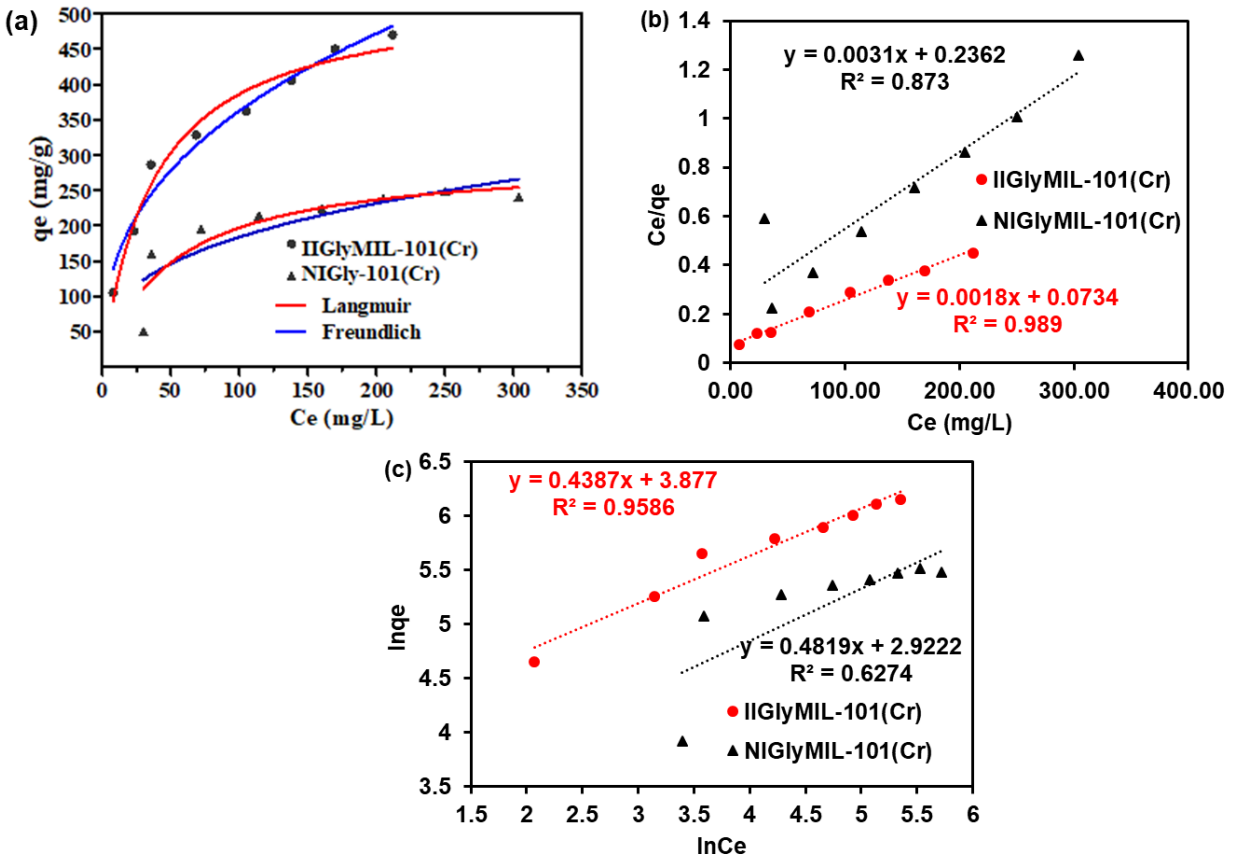 (a)
500
450
400
350
300
250
200
150
100
50
qe (mg/g)
IIGlyMIL-101(Cr)
NIGly-101(Cr)
Langmuir
Freundlich
0 50 100 150 200 250 300 350
Ce (mg/L)
(b)
1.4
1.2
1
0.8
0.6
0.4
0.2
0
Ce/qe
y = 0.0031x + 0.2362
R² = 0.873
IIGlyMIL-101(Cr)
NIGlyMIL-101(Cr)
y = 0.0018x + 0.0734
R² = 0.989
0.00 100.00 200.00 300.00 400.00
Ce (mg/L)
(c)
6.5
6
5.5
5
4.5
4
3.5
lnqe
y = 0.4387x + 3.877
R² = 0.9586
y = 0.4819x + 2.9222
R² = 0.6274
IIGlyMIL-101(Cr)
NIGlyMIL-101(Cr)
1.5 2 2.5 3 3.5 4 4.5 5 5.5 6
lnCe